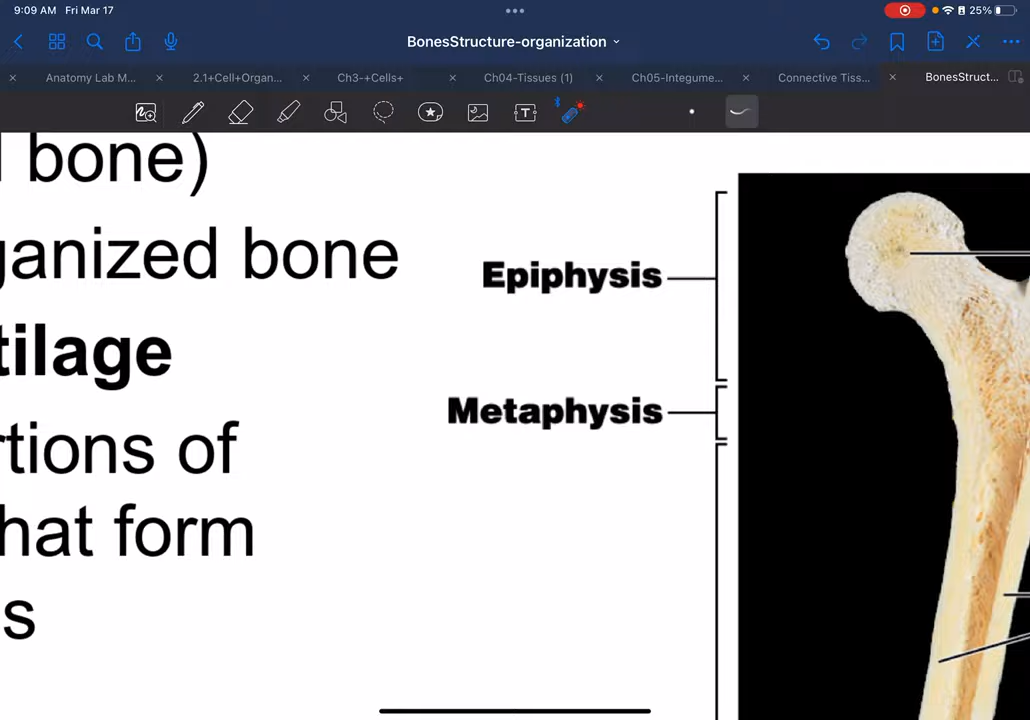 9:09 AM Fri Mar 17
25%
BonesStructure-organization
Anatomy Lab M...
2.1+Cell+Organ...
Ch3-+Cells+
Ch04-Tissues (1)
Ch05-Integume...
Connective Tiss...
BonesStruct...
bone)
ganized bone
tilage
rtions of
hat form
s
Epiphysis
Metaphysis